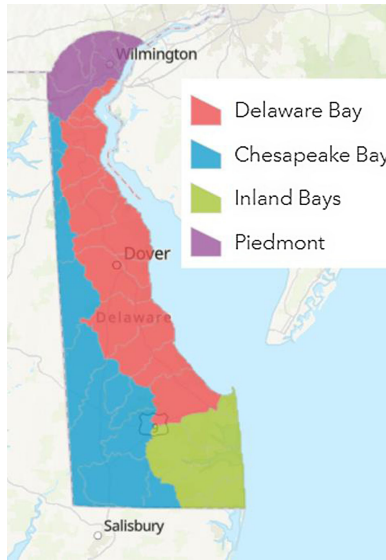 Wilmington
Delaware Bay
Chesapeake Bay
Inland Bays
Piedmont
Dover
Delaware
Salisbury